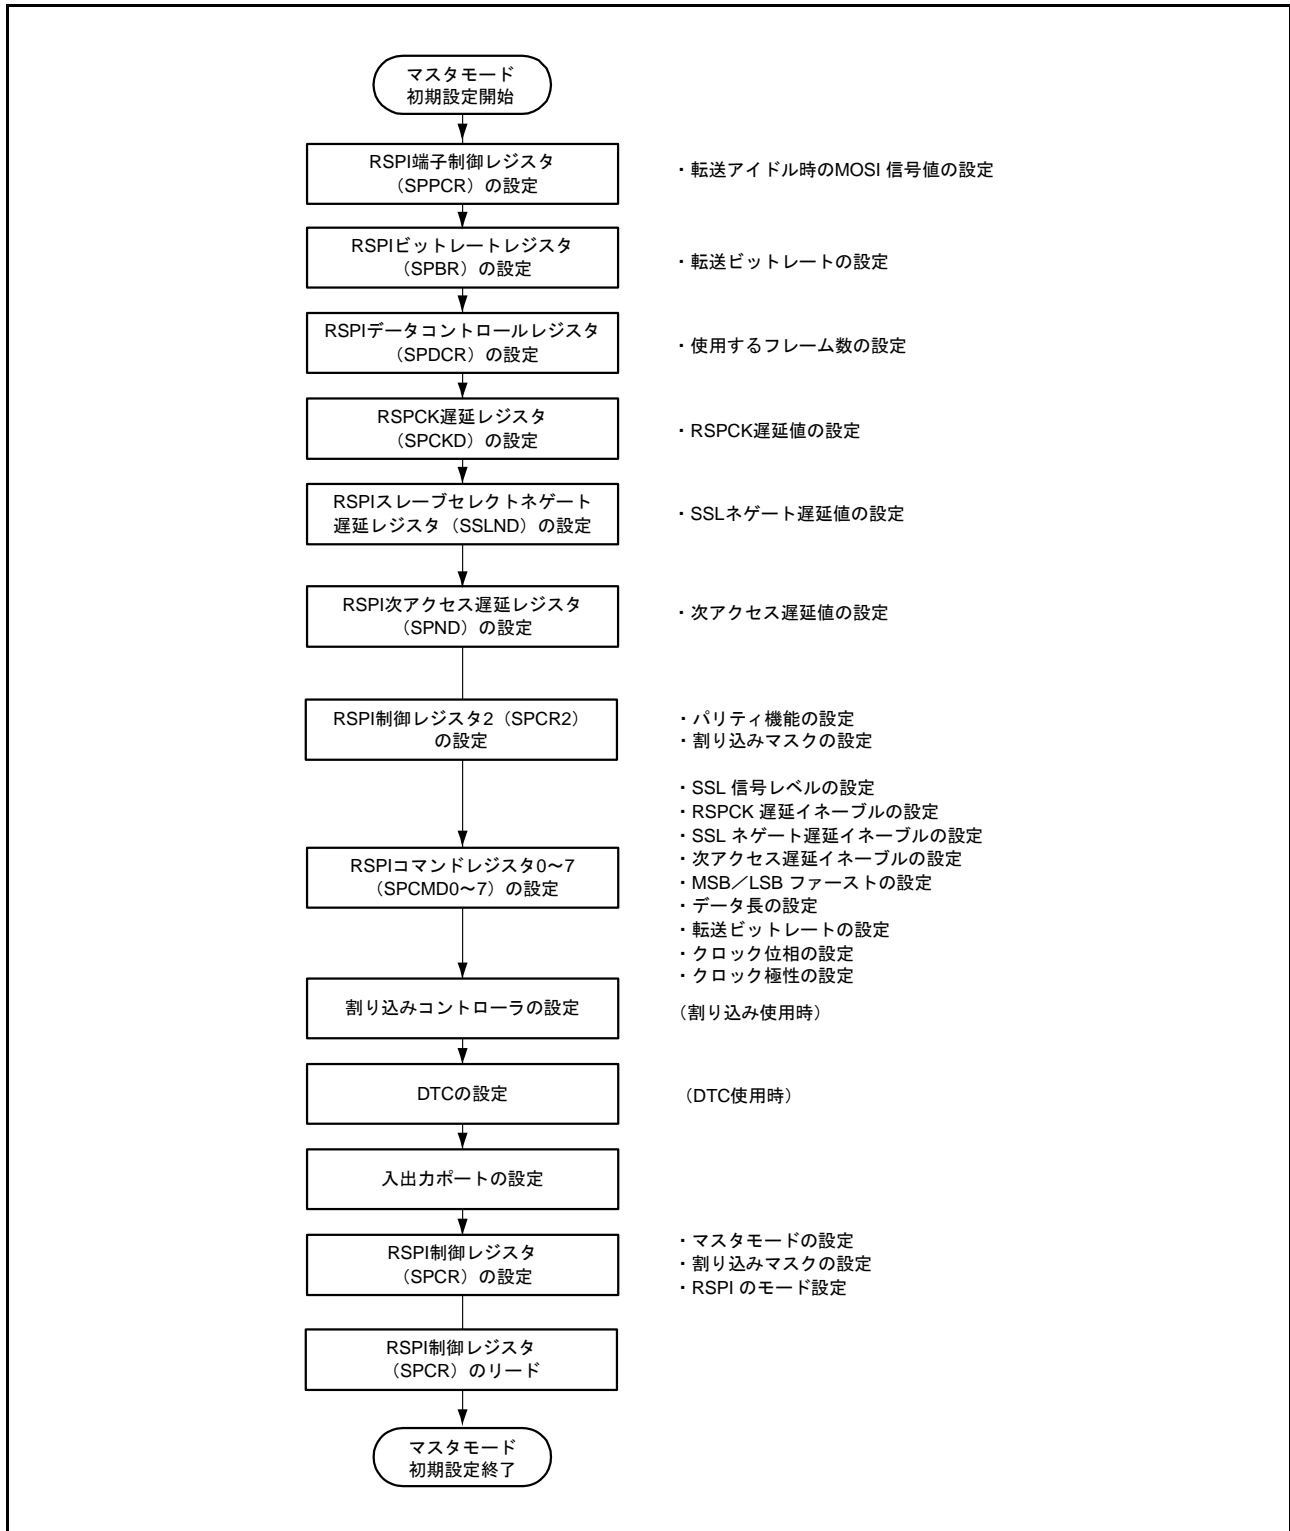 マスタモード
初期設定開始
RSPI端子制御レジスタ
(SPPCR)の設定
・転送アイドル時のMOSI 信号値の設定
RSPIビットレートレジスタ
(SPBR)の設定
・転送ビットレートの設定
RSPIデータコントロールレジスタ
(SPDCR)の設定
・使用するフレーム数の設定
RSPCK遅延レジスタ
(SPCKD)の設定
・RSPCK遅延値の設定
RSPIスレーブセレクトネゲート
遅延レジスタ(SSLND)の設定
・SSLネゲート遅延値の設定
RSPI次アクセス遅延レジスタ
(SPND)の設定
・次アクセス遅延値の設定
RSPI制御レジスタ2(SPCR2)
の設定
・パリティ機能の設定
・割り込みマスクの設定
RSPIコマンドレジスタ0～7
(SPCMD0～7)の設定
・SSL 信号レベルの設定
・RSPCK 遅延イネーブルの設定
・SSL ネゲート遅延イネーブルの設定
・次アクセス遅延イネーブルの設定
・MSB／LSB ファーストの設定
・データ長の設定
・転送ビットレートの設定
・クロック位相の設定
・クロック極性の設定
割り込みコントローラの設定
(割り込み使用時)
DTCの設定
(DTC使用時)
入出力ポートの設定
RSPI制御レジスタ
(SPCR)の設定
・マスタモードの設定
・割り込みマスクの設定
・RSPI のモード設定
RSPI制御レジスタ
(SPCR)のリード
マスタモード
初期設定終了